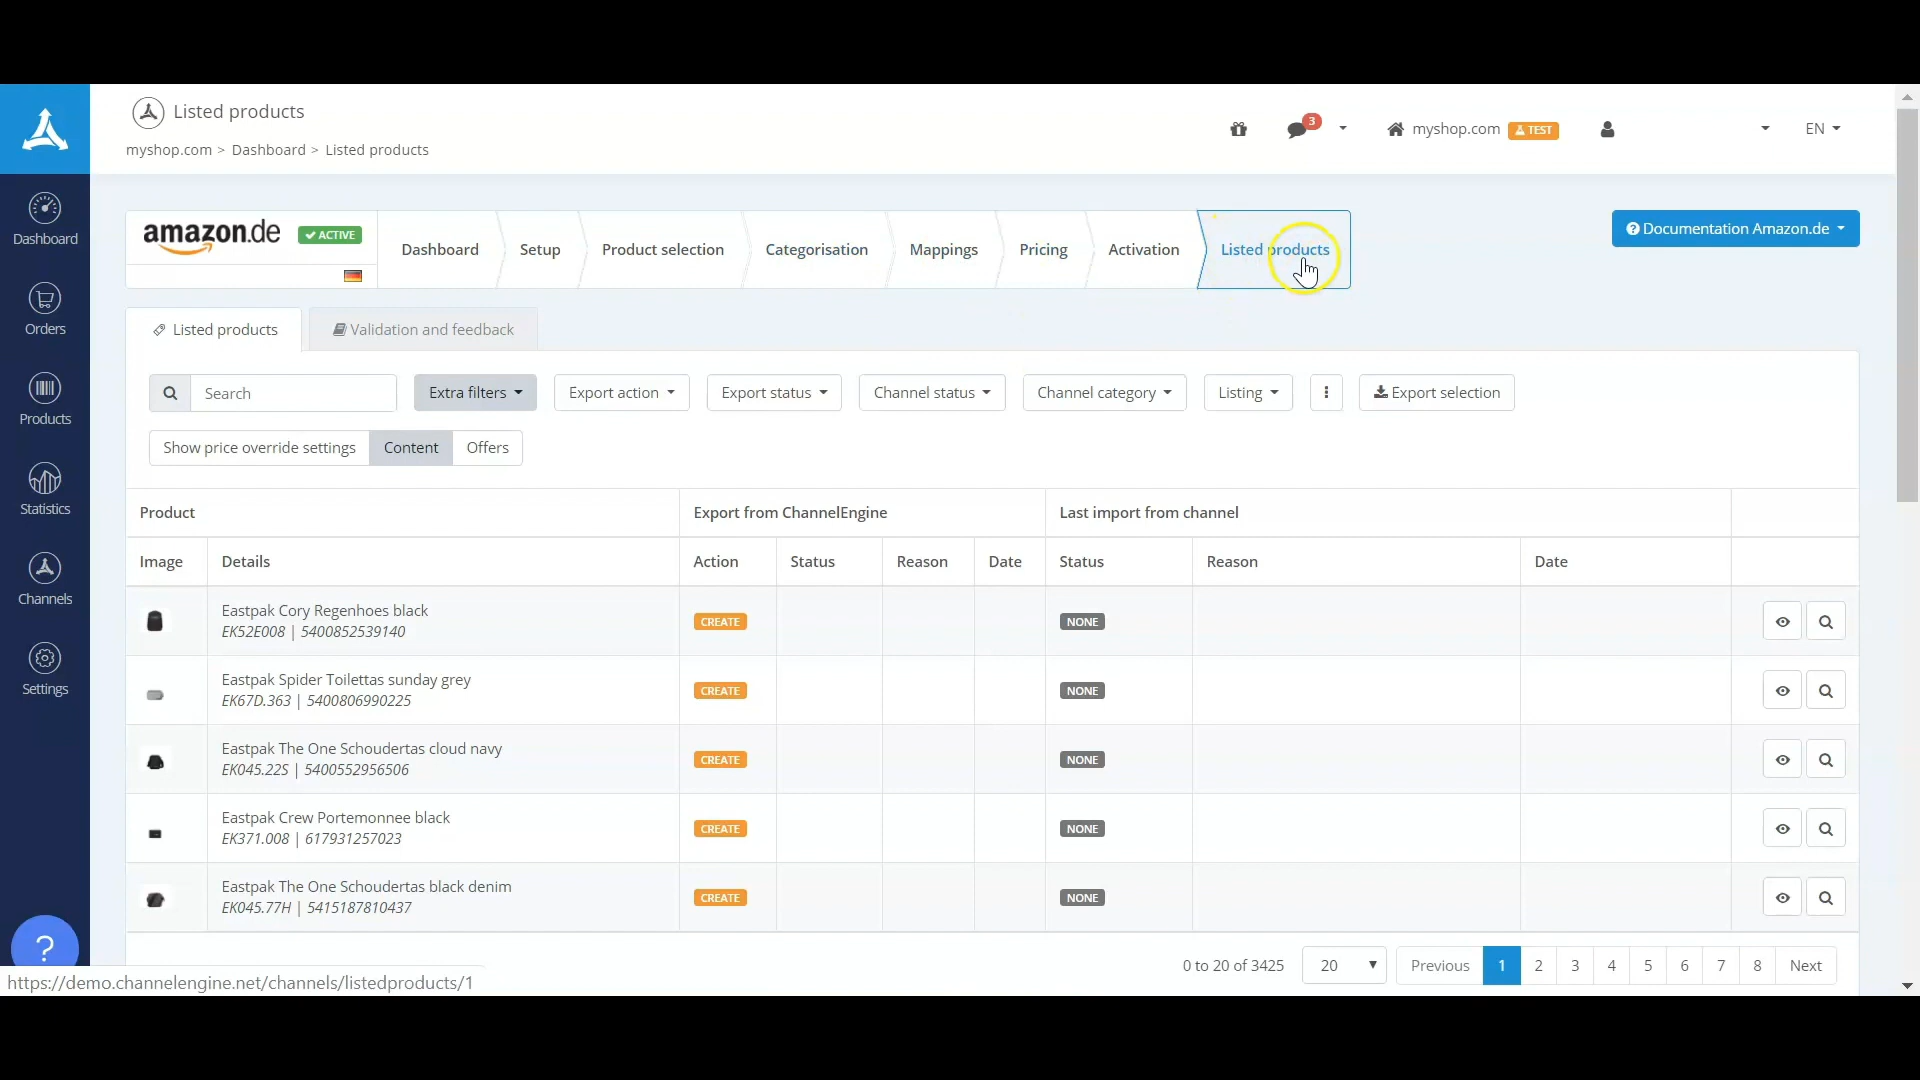 Listed products
myshop.com > Dashboard > Listed products
3
myshop.com TEST
EN
Dashboard
Orders
Products
Statistics
Channels
Settings
?
amazon.de ACTIVE
Dashboard
Setup
Product selection
Categorisation
Mappings
Pricing
Activation
Listed products
Documentation Amazon.de
Listed products
Validation and feedback
Search
Extra filters
Export action
Export status
Channel status
Channel category
Listing
Export selection
Show price override settings
Content
Offers
Product
Export from ChannelEngine
Last import from channel
Image
Details
Action
Status
Reason
Date
Status
Reason
Date
Eastpak Cory Regenhoes black
EK52E008 | 5400852539140
CREATE
NONE
Eastpak Spider Toilettas sunday grey
EK67D.363 | 5400806990225
CREATE
NONE
Eastpak The One Schoudertas cloud navy
EK045.22S | 5400552956506
CREATE
NONE
Eastpak Crew Portemonnee black
EK371.008 | 617931257023
CREATE
NONE
Eastpak The One Schoudertas black denim
EK045.77H | 5415187810437
CREATE
NONE
0 to 20 of 3425
20
Previous
1
2
3
4
5
6
7
8
Next
https://demo.channelengine.net/channels/listedproducts/1